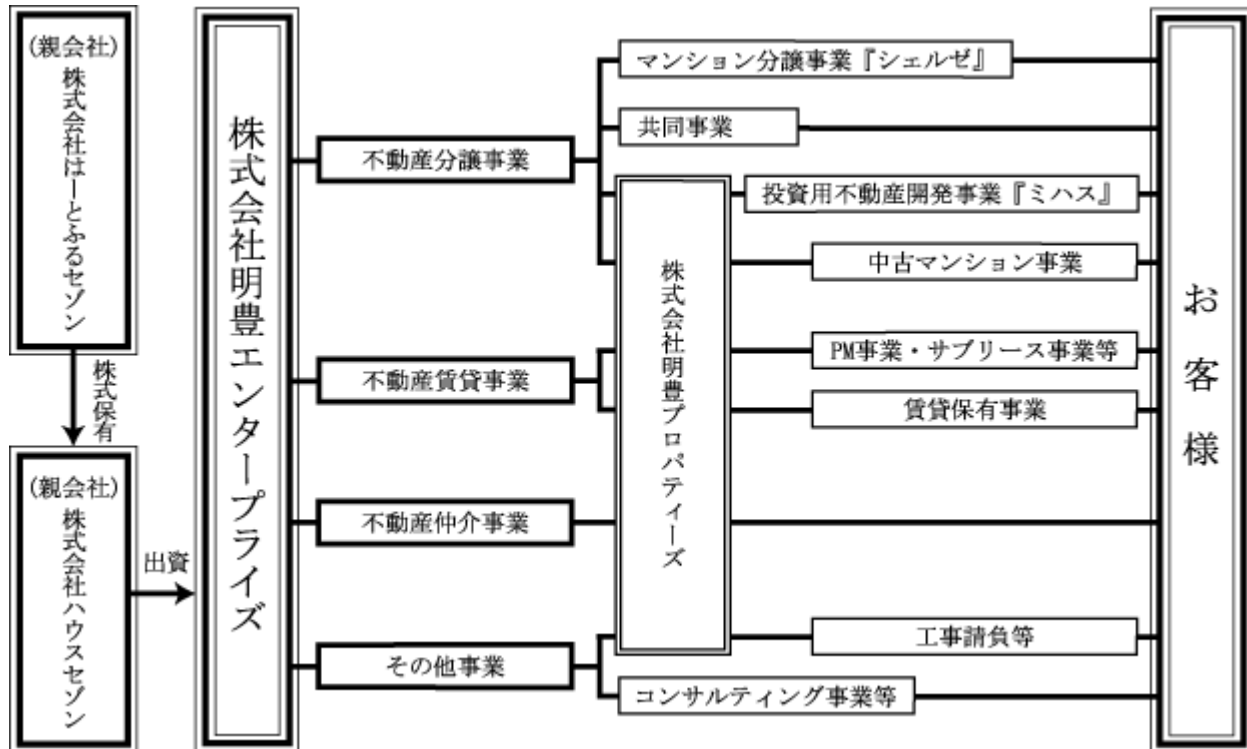 (親会社)
株式会社はーとふるセゾン
株式保有
(親会社)
株式会社ハウスセゾン
出資
株式会社明豊エンタープライズ
不動産分譲事業
不動産賃貸事業
不動産仲介事業
その他事業
マンション分譲事業『シェルゼ』
共同事業
株式会社明豊プロパティーズ
投資用不動産開発事業『ミハス』
中古マンション事業
PM事業・サブリース事業等
賃貸保有事業
工事請負等
コンサルティング事業等
お客様